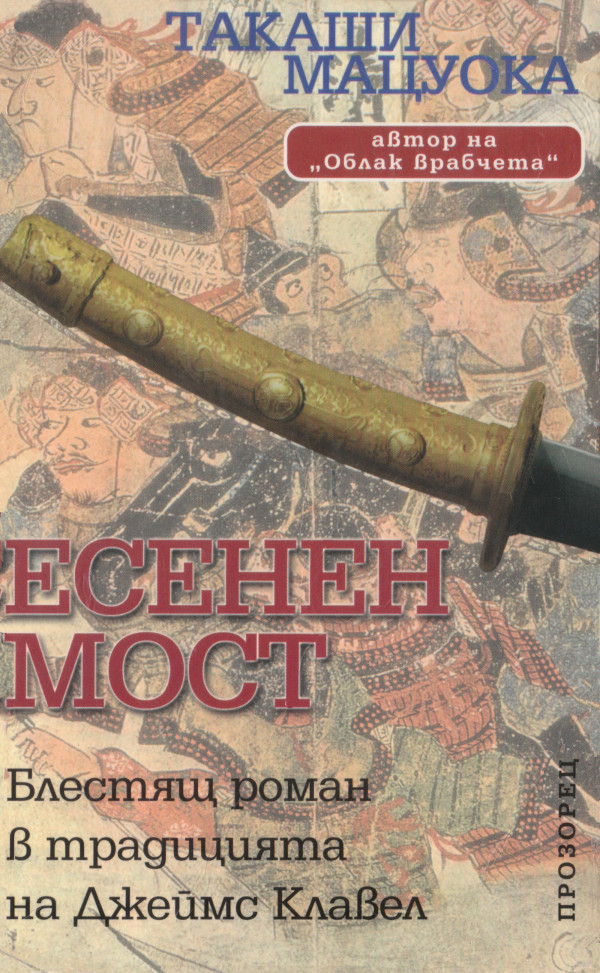 ТАКАШИ
МАЦУОКА
автор на
„Облак врабчета“
ЕСЕНЕН
МОСТ
Блестящ роман
в традицията
на Джеймс Клавел
ПРОЗОРЕЦ